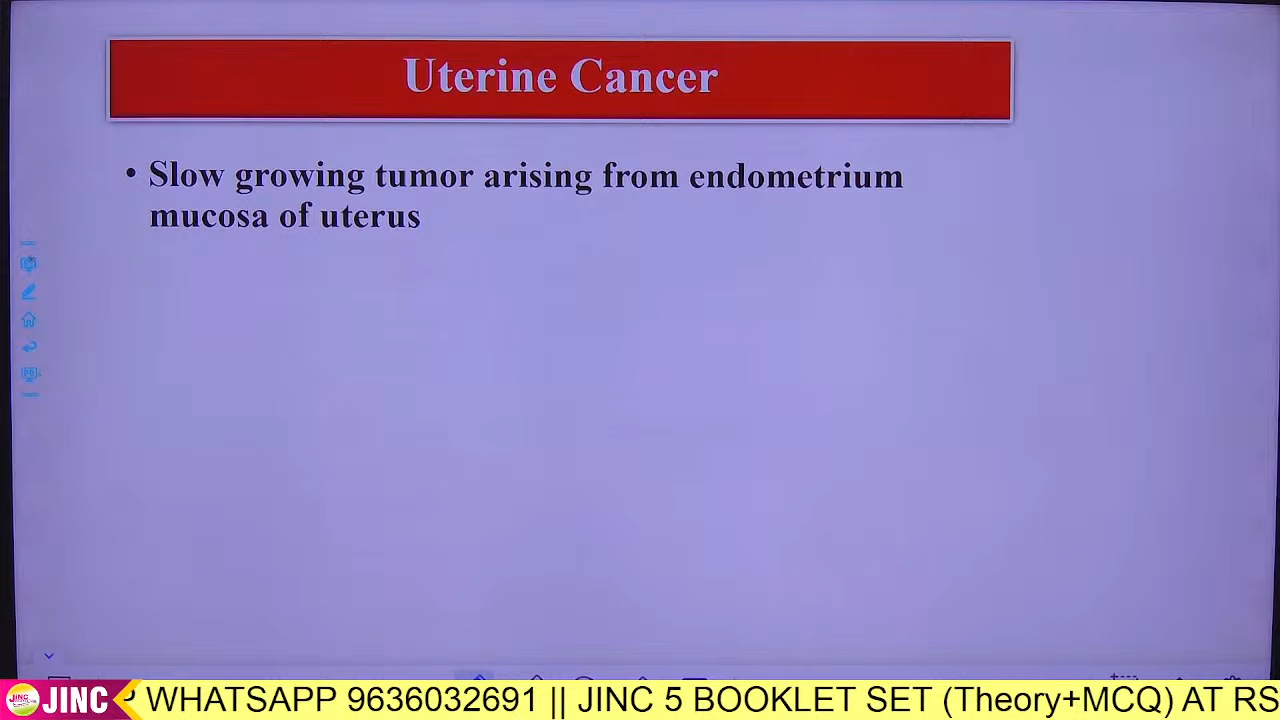 Uterine Cancer
• Slow growing tumor arising from endometrium
mucosa of uterus
JINC WHATSAPP 9636032691 || JINC 5 BOOKLET SET (Theory+MCQ) AT RS